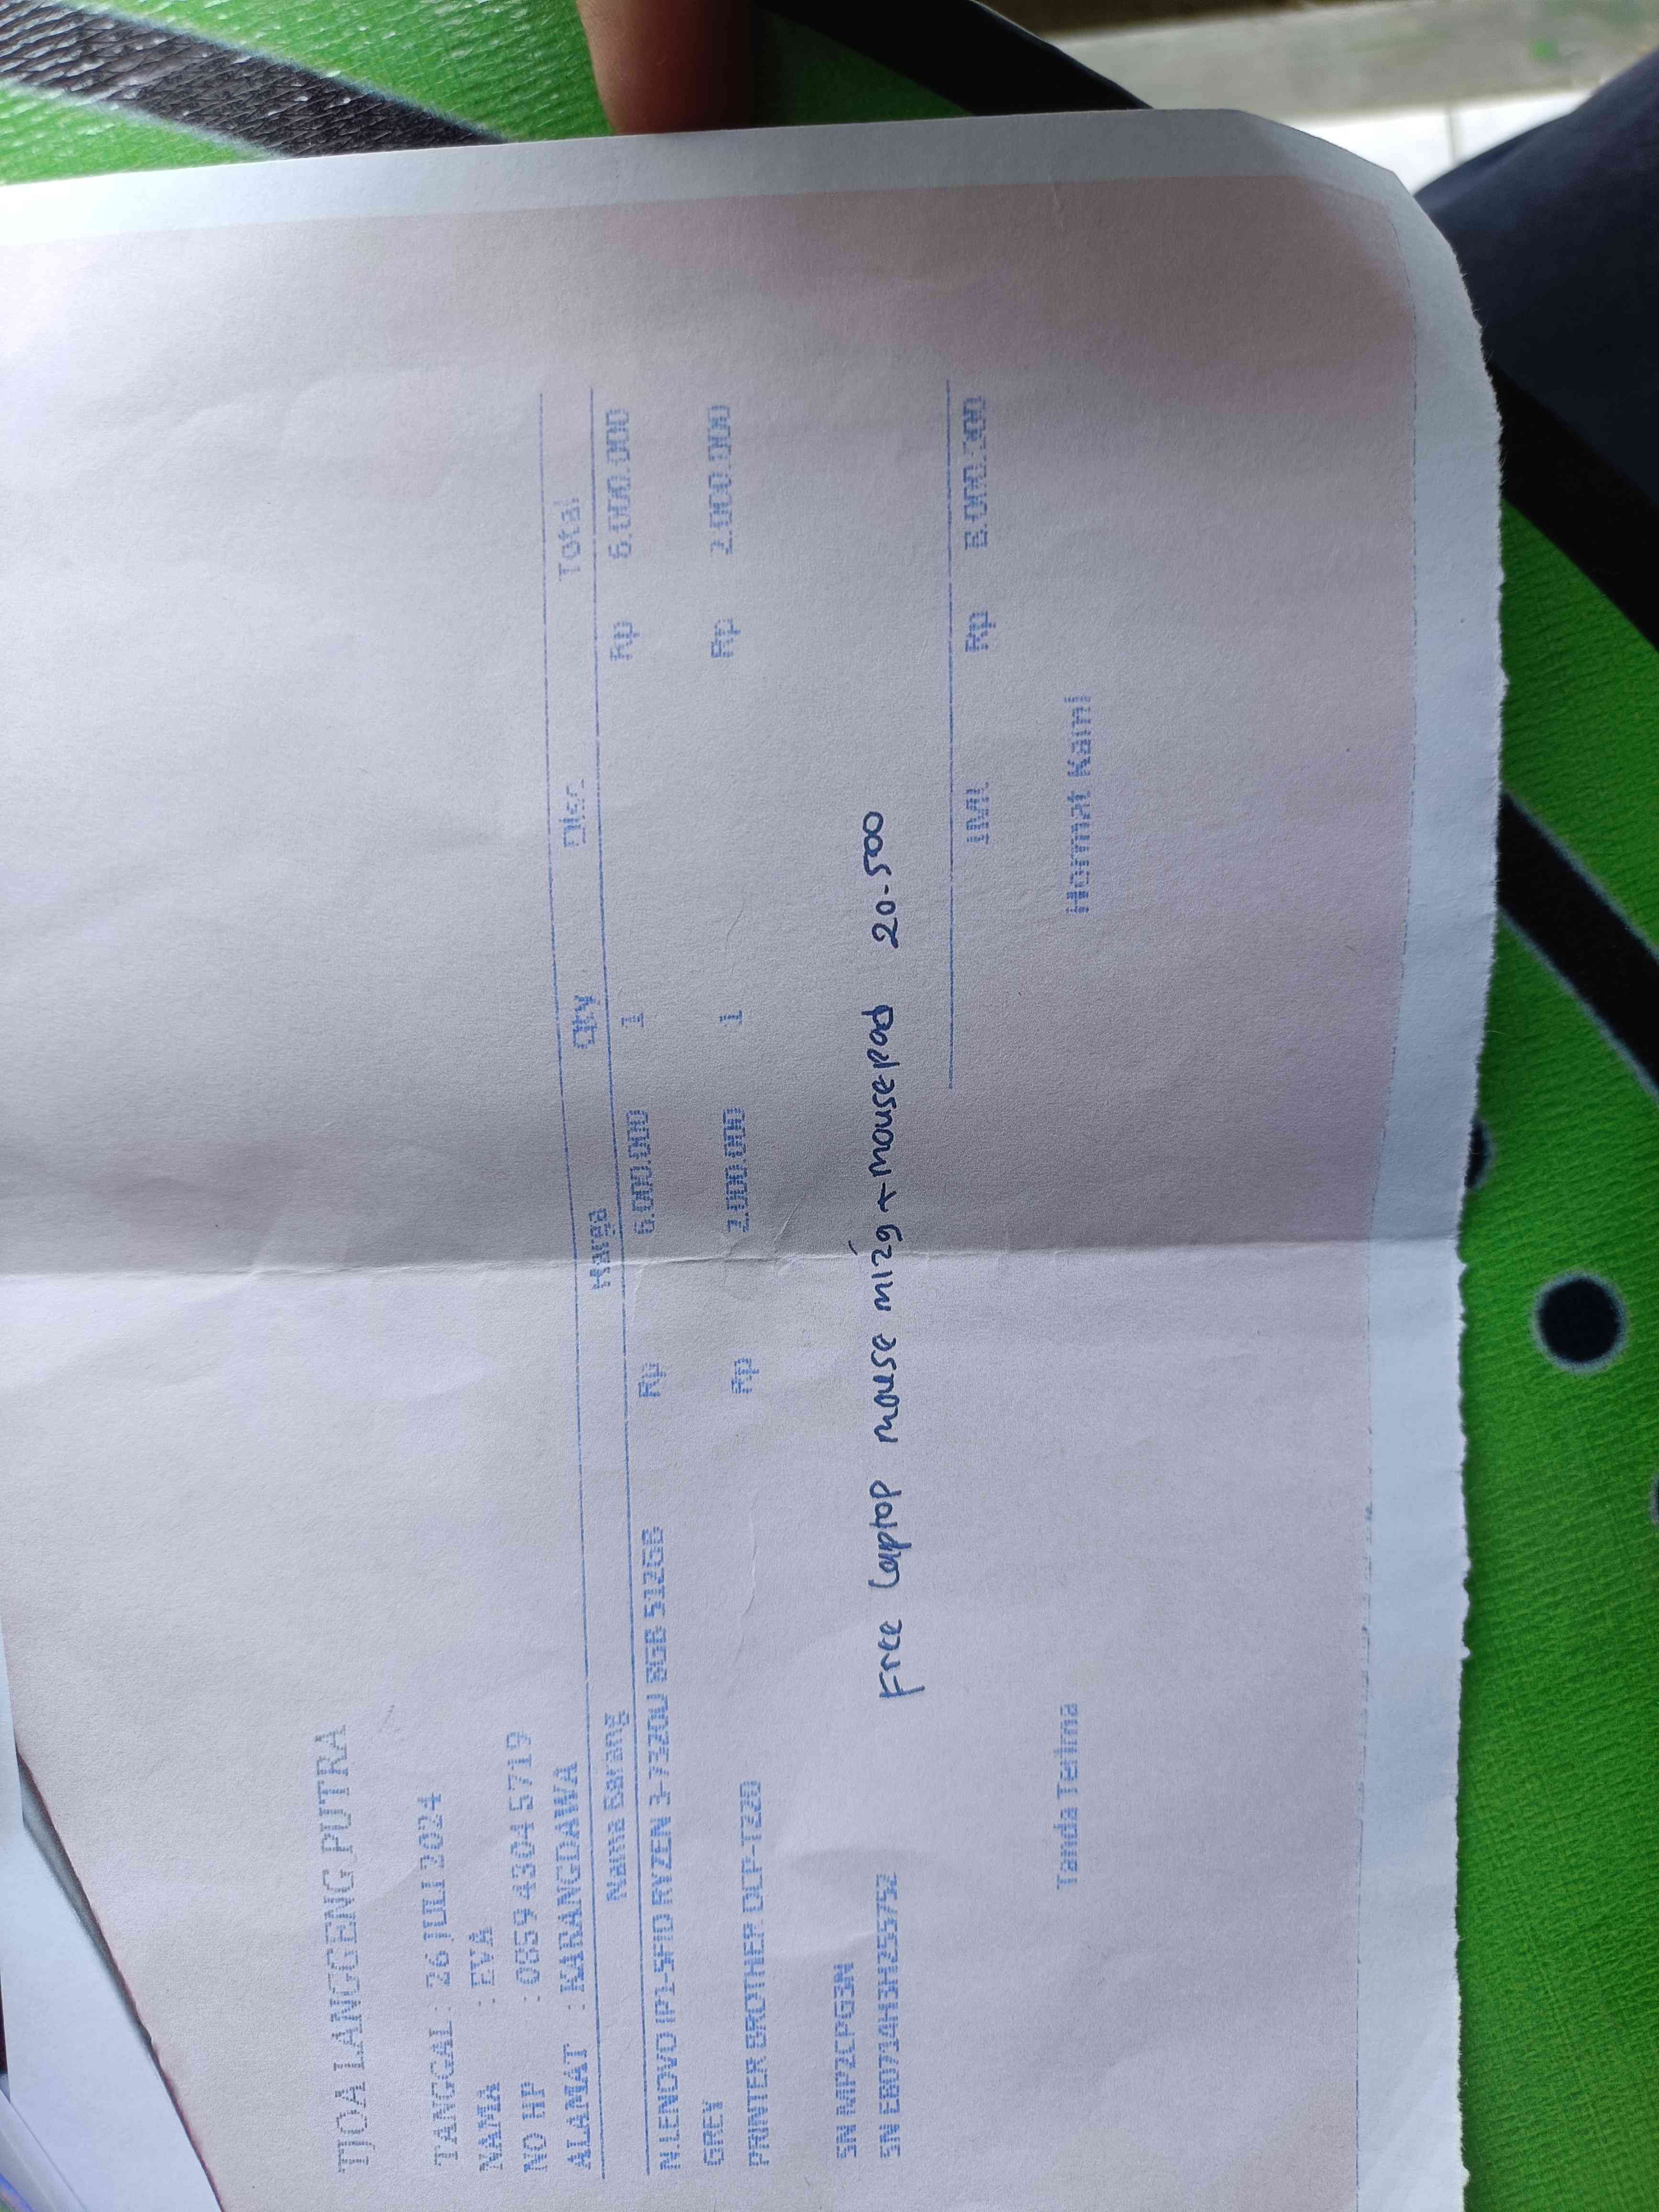 TJOA LANGGENG PUTRA
TANGGAL : 26 JULI 2024
NAMA : EVA
NO HP : 0859 4304 5719
ALAMAT : KARANGDAWA
Nama Barang Harga Qty Disc Total
N.LENOVO IP1-5FID RYZEN 3-7320U 8GB 512GB Rp 6.000.000 1 Rp 6.000.000
GREY
PRINTER BROTHER DCP-T220 Rp 2.000.000 1 Rp 2.000.000
SN MP2CPG3N
SN E80714H3H255752
Free Laptop mouse m129 + mousepad 20.500
Rp 8.000.000
Tanda Terima Hormat Kami